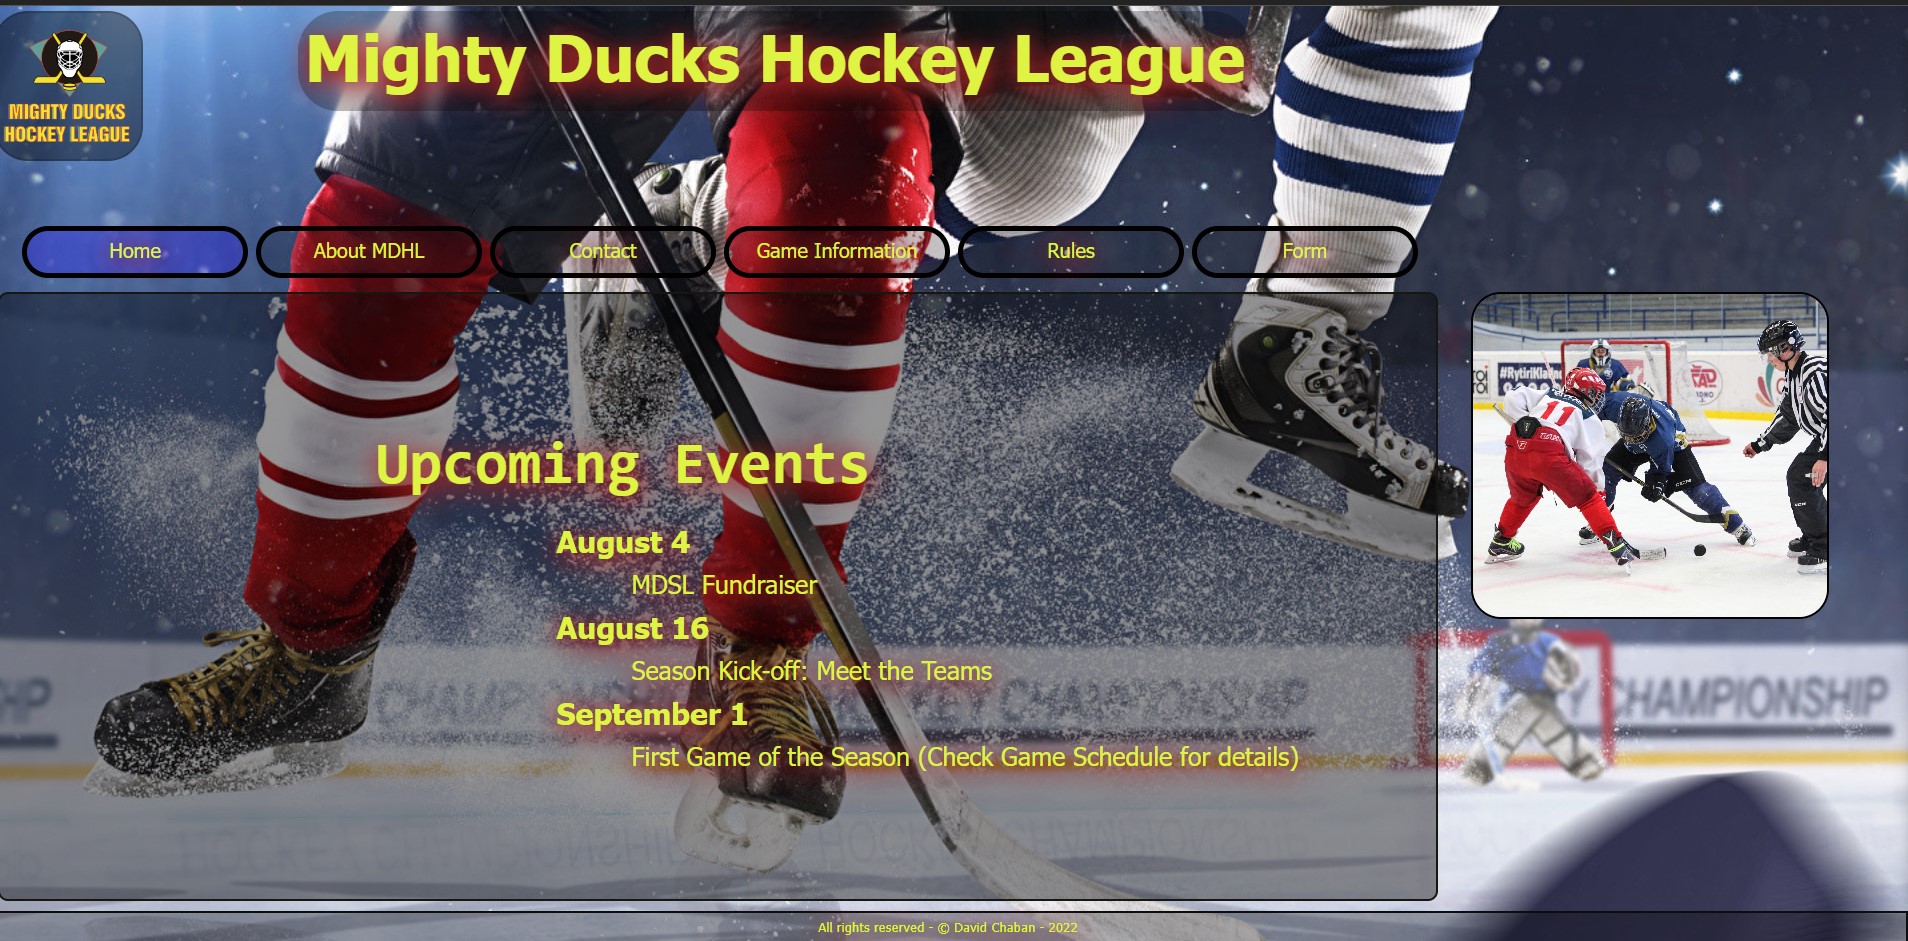 Mighty Ducks Hockey League
MIGHTY DUCKS
HOCKEY LEAGUE
Home
About MDHL
Contact
Game Information
Rules
Form
#RytiriKladno
11
Upcoming Events
August 4
MDSL Fundraiser
August 16
Season Kick-off: Meet the Teams
September 1
First Game of the Season (Check Game Schedule for details)
CHAMPIONSHIP
All rights reserved - © David Chaban - 2022